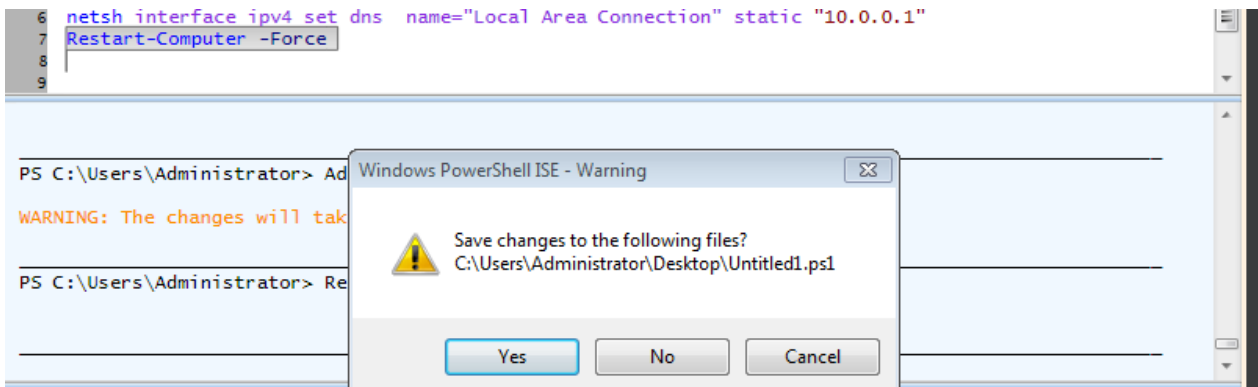 6 netsh interface ipv4 set dns  name="Local Area Connection" static "10.0.0.1"
7 Restart-Computer -Force
8
9
PS C:\Users\Administrator> Ad
WARNING: The changes will tak
PS C:\Users\Administrator> Re
Windows PowerShell ISE - Warning
Save changes to the following files?
C:\Users\Administrator\Desktop\Untitled1.ps1
Yes No Cancel